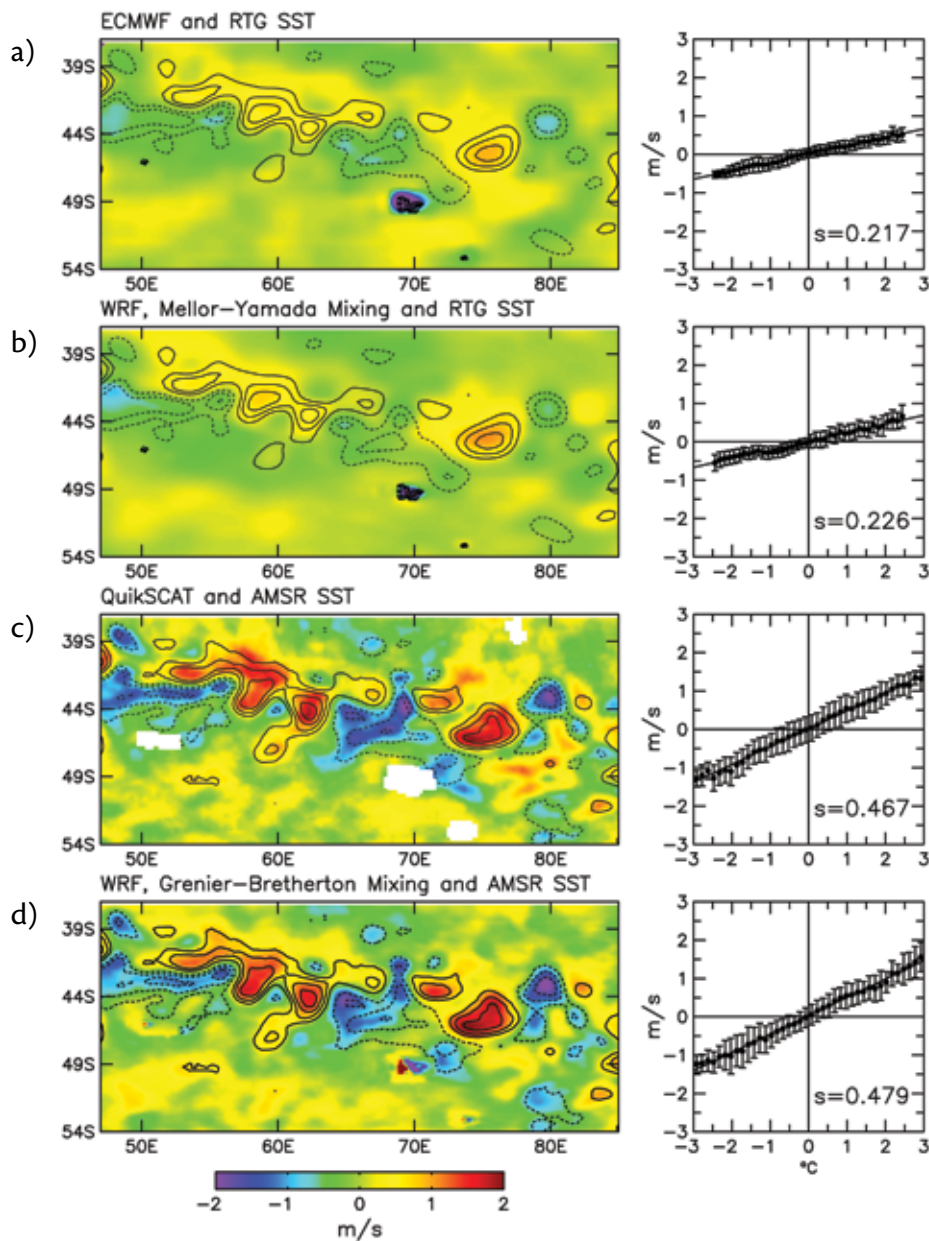 ECMWF and RTG SST
a)
39S
44S
49S
54S
50E 60E 70E 80E
3
2
1
0
-1
-2
-3
m/s
s=0.217
-3 -2 -1 0 1 2 3
WRF, Mellor-Yamada Mixing and RTG SST
b)
39S
44S
49S
54S
50E 60E 70E 80E
3
2
1
0
-1
-2
-3
m/s
s=0.226
-3 -2 -1 0 1 2 3
QuikSCAT and AMSR SST
c)
39S
44S
49S
54S
50E 60E 70E 80E
3
2
1
0
-1
-2
-3
m/s
s=0.467
-3 -2 -1 0 1 2 3
WRF, Grenier-Bretherton Mixing and AMSR SST
d)
39S
44S
49S
54S
50E 60E 70E 80E
3
2
1
0
-1
-2
-3
m/s
s=0.479
-3 -2 -1 0 1 2 3
°C
-2 -1 0 1 2
m/s